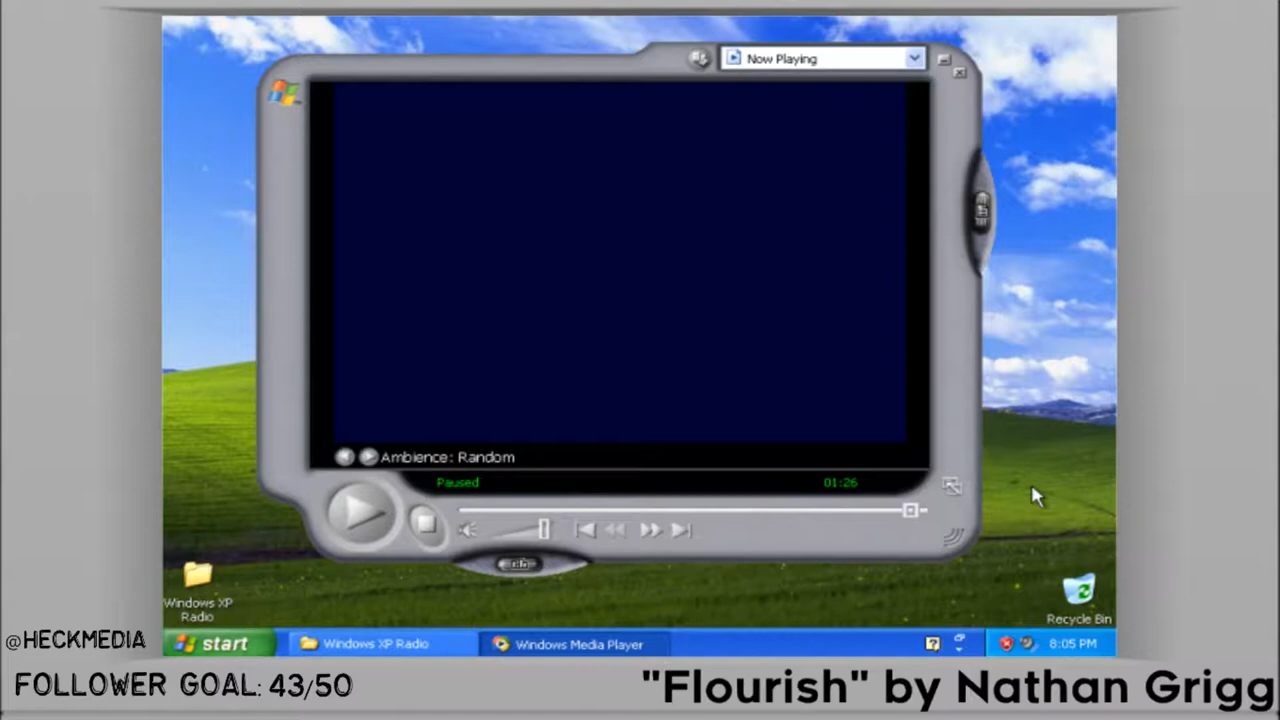 Now Playing
Ambience: Random
Paused
01:26
Windows XP
Radio
Recycle Bin
@HECKMEDIA
start
Windows XP Radio
Windows Media Player
8:05 PM
FOLLOWER GOAL: 43/50
"Flourish" by Nathan Grigg